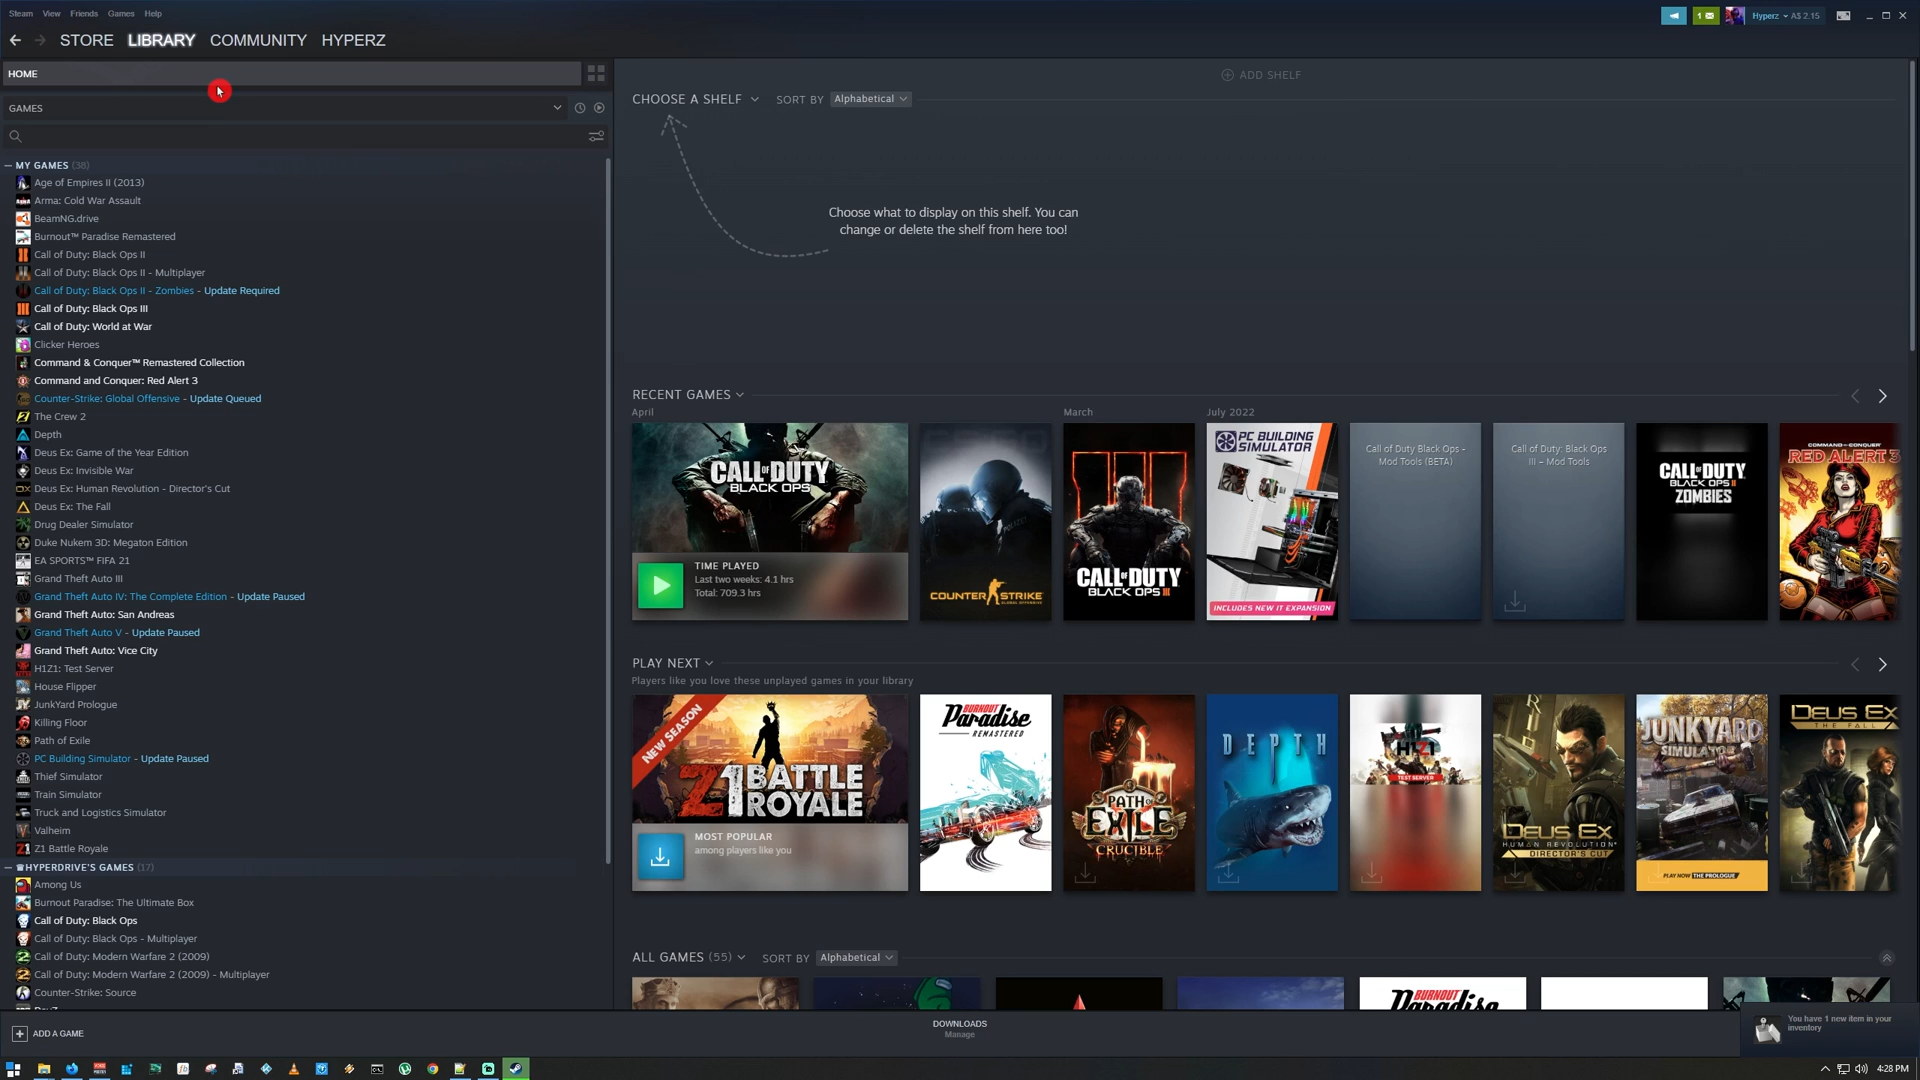 Steam View Friends Games Help
1 Hyperz A$ 2.15
STORE LIBRARY COMMUNITY HYPERZ
HOME
GAMES
— MY GAMES (38)
Age of Empires II (2013)
Arma: Cold War Assault
BeamNG.drive
Burnout™ Paradise Remastered
Call of Duty: Black Ops II
Call of Duty: Black Ops II - Multiplayer
Call of Duty: Black Ops II - Zombies - Update Required
Call of Duty: Black Ops III
Call of Duty: World at War
Clicker Heroes
Command & Conquer™ Remastered Collection
Command and Conquer: Red Alert 3
Counter-Strike: Global Offensive - Update Queued
The Crew 2
Depth
Deus Ex: Game of the Year Edition
Deus Ex: Invisible War
Deus Ex: Human Revolution - Director's Cut
Deus Ex: The Fall
Drug Dealer Simulator
Duke Nukem 3D: Megaton Edition
EA SPORTS™ FIFA 21
Grand Theft Auto III
Grand Theft Auto IV: The Complete Edition - Update Paused
Grand Theft Auto: San Andreas
Grand Theft Auto V - Update Paused
Grand Theft Auto: Vice City
H1Z1: Test Server
House Flipper
JunkYard Prologue
Killing Floor
Path of Exile
PC Building Simulator - Update Paused
Thief Simulator
Train Simulator
Truck and Logistics Simulator
Valheim
Z1 Battle Royale
— HYPERDRIVE'S GAMES (17)
Among Us
Burnout Paradise: The Ultimate Box
Call of Duty: Black Ops
Call of Duty: Black Ops - Multiplayer
Call of Duty: Modern Warfare 2 (2009)
Call of Duty: Modern Warfare 2 (2009) - Multiplayer
Counter-Strike: Source
ADD A GAME
ADD SHELF
CHOOSE A SHELF SORT BY Alphabetical
Choose what to display on this shelf. You can
change or delete the shelf from here too!
RECENT GAMES
April
March
July 2022
CALL OF DUTY
BLACK OPS
TIME PLAYED
Last two weeks: 4.1 hrs
Total: 709.3 hrs
COUNTER STRIKE
GLOBAL OFFENSIVE
CALL OF DUTY
BLACK OPS III
PC BUILDING
SIMULATOR
INCLUDES NEW IT EXPANSION
Call of Duty Black Ops -
Mod Tools (BETA)
Call of Duty: Black Ops
III - Mod Tools
CALL OF DUTY
BLACK OPS II
ZOMBIES
COMMAND & CONQUER
RED ALERT 3
PLAY NEXT
Players like you love these unplayed games in your library
NEW SEASON
Z1 BATTLE
ROYALE
MOST POPULAR
among players like you
BURNOUT
Paradise
REMASTERED
PATH OF
EXILE
CRUCIBLE
DEPTH
H1Z1
TEST SERVER
DEUS EX
HUMAN REVOLUTION
DIRECTOR'S CUT
JUNKYARD
SIMULATOR
PLAY NOW THE PROLOGUE
DEUS EX
THE FALL
ALL GAMES (55) SORT BY Alphabetical
BURNOUT
Paradise
DOWNLOADS
Manage
You have 1 new item in your
inventory
4:28 PM